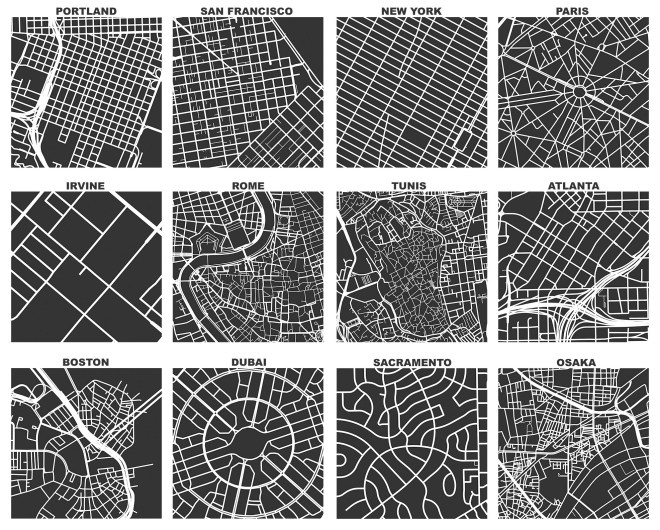 PORTLAND
SAN FRANCISCO
NEW YORK
PARIS
IRVINE
ROME
TUNIS
ATLANTA
BOSTON
DUBAI
SACRAMENTO
OSAKA